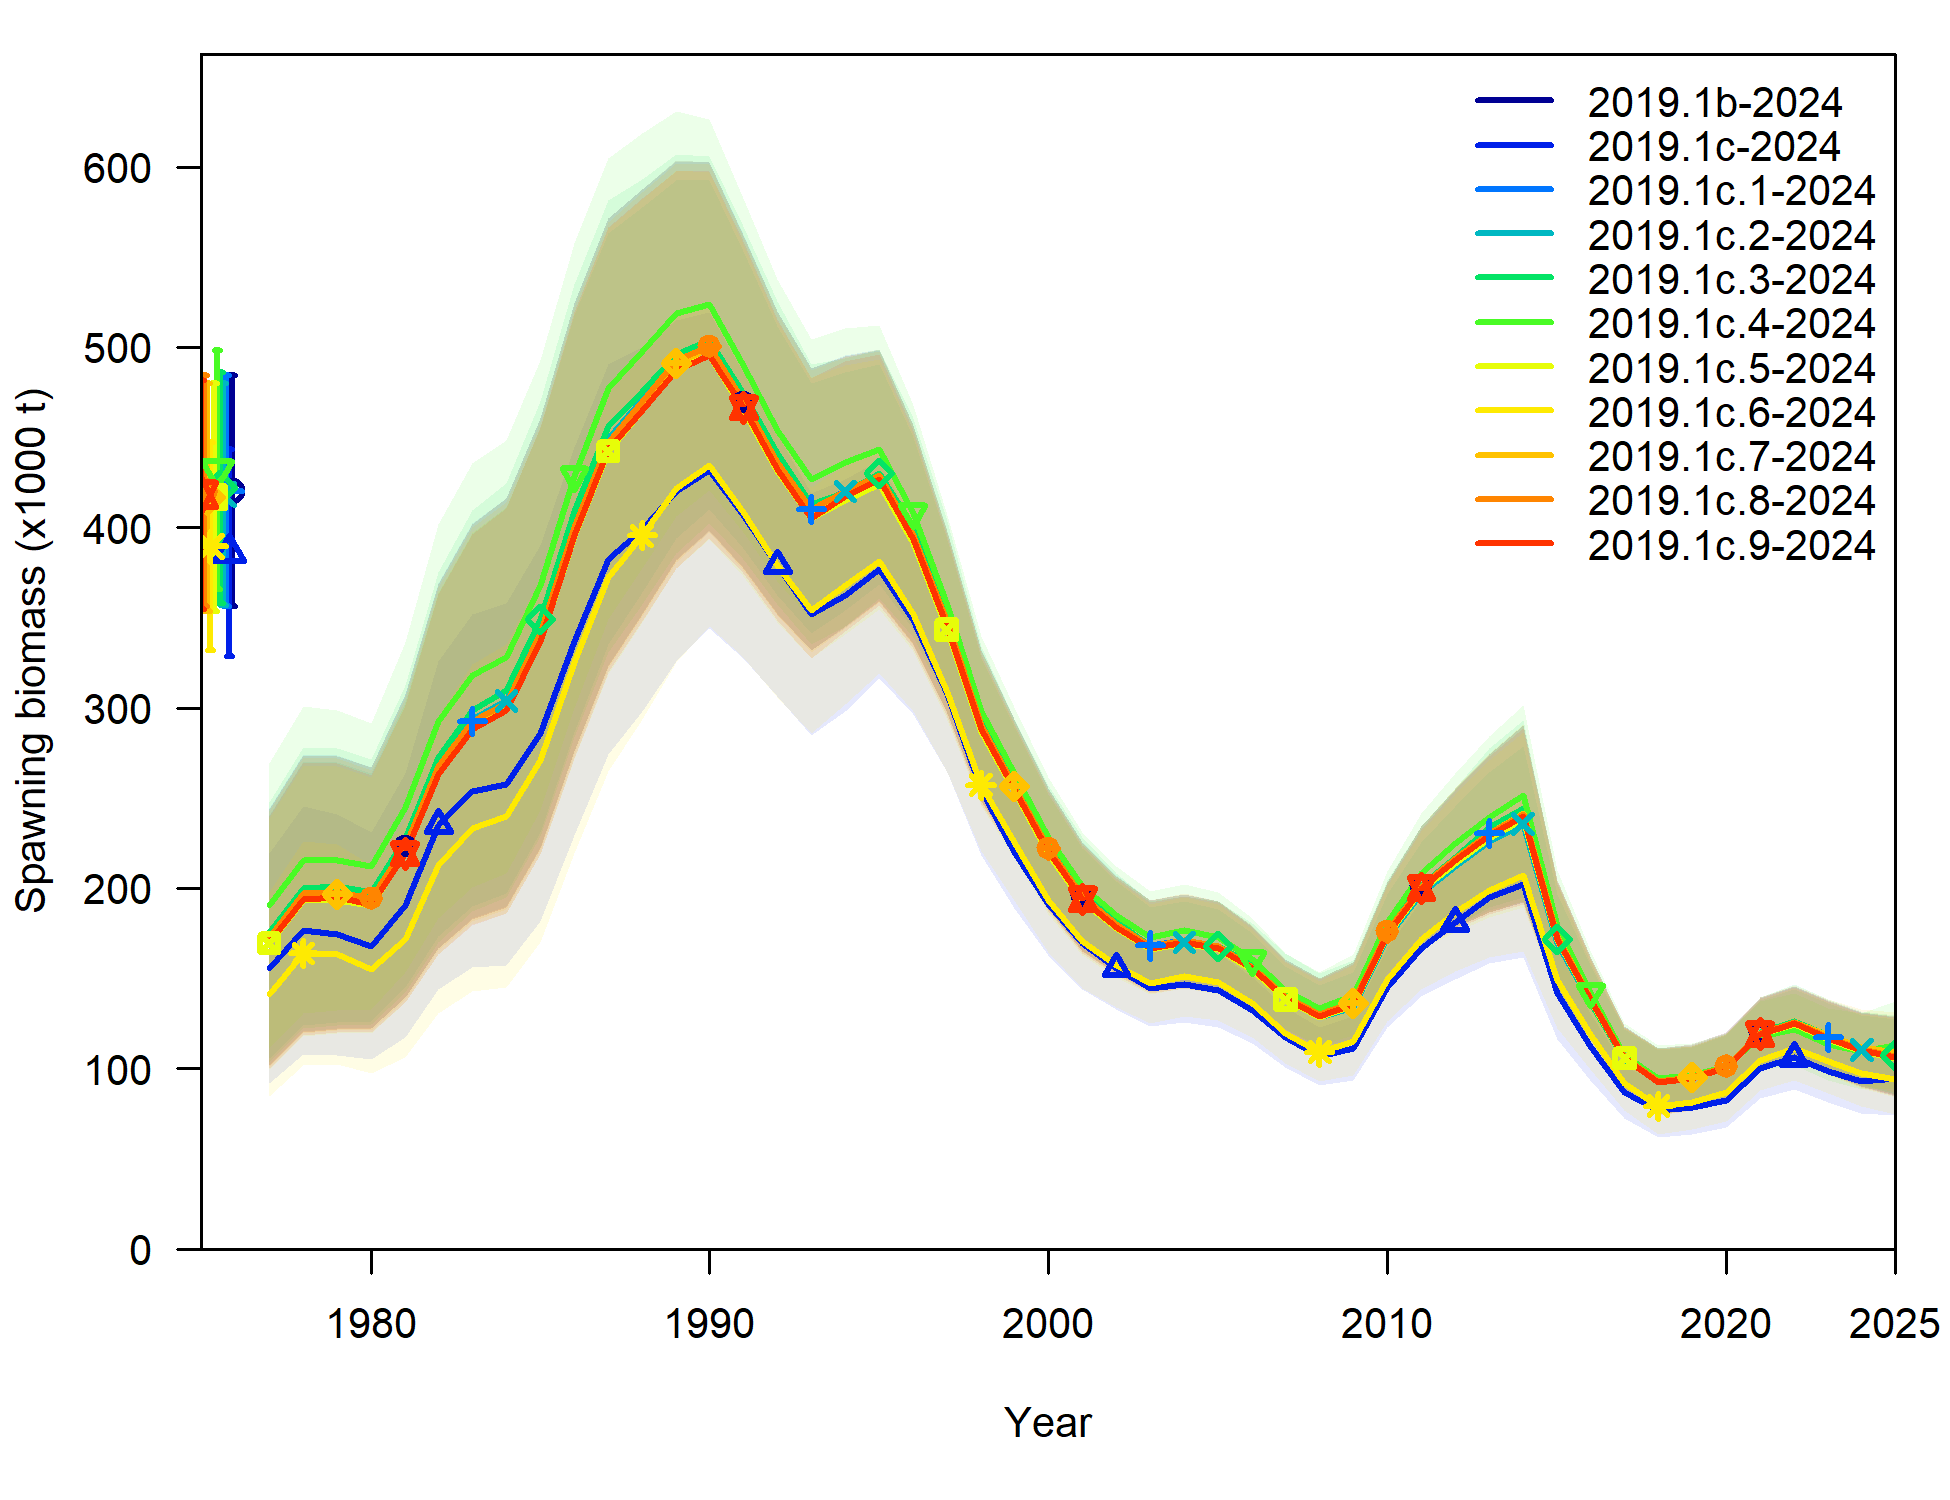 2019.1b-2024
2019.1c-2024
2019.1c.1-2024
2019.1c.2-2024
2019.1c.3-2024
2019.1c.4-2024
2019.1c.5-2024
2019.1c.6-2024
2019.1c.7-2024
2019.1c.8-2024
2019.1c.9-2024
Spawning biomass (x1000 t)
600
500
400
300
200
100
0
1980
1990
2000
2010
2020
2025
Year